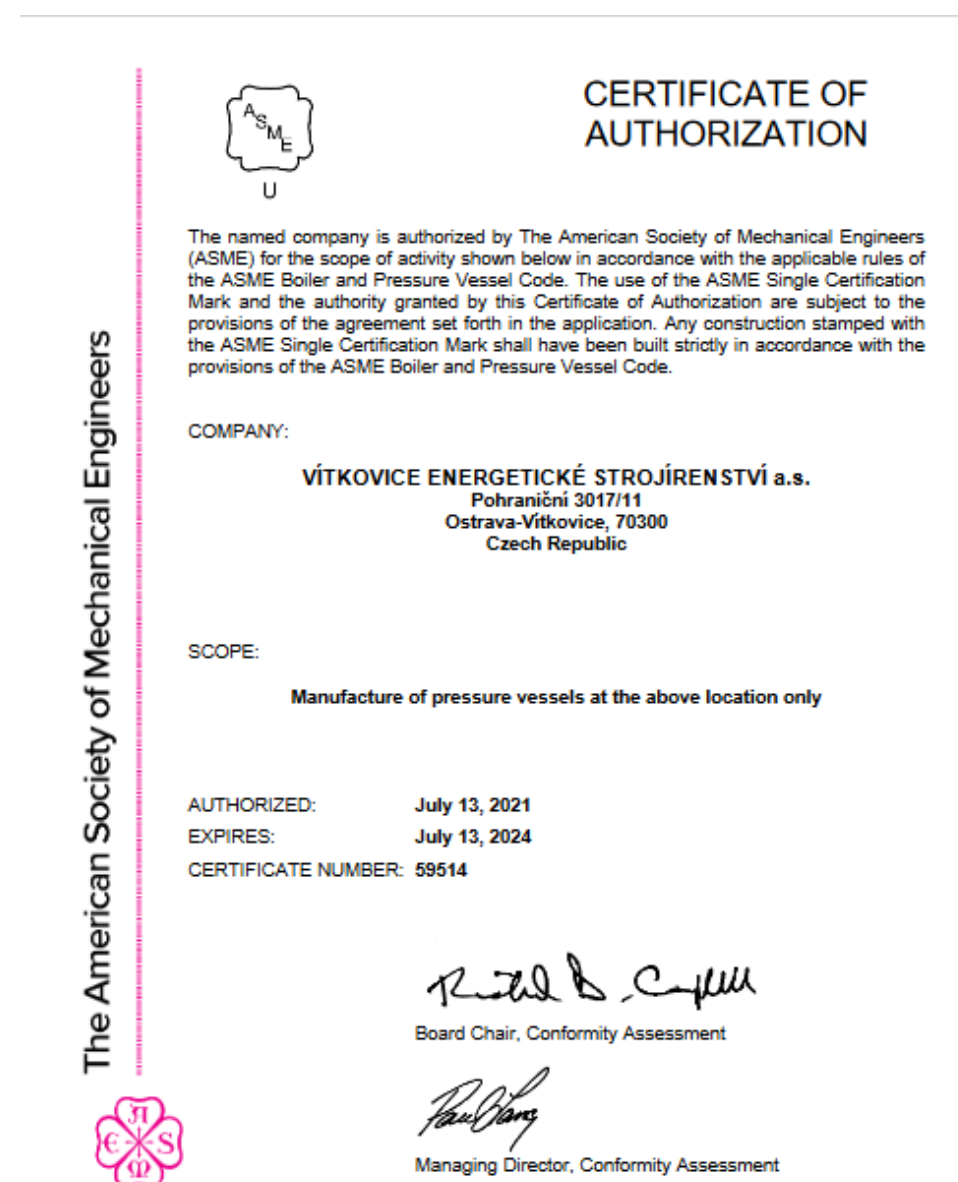 ASME
U
CERTIFICATE OF
AUTHORIZATION
The named company is authorized by The American Society of Mechanical Engineers
(ASME) for the scope of activity shown below in accordance with the applicable rules of
the ASME Boiler and Pressure Vessel Code. The use of the ASME Single Certification
Mark and the authority granted by this Certificate of Authorization are subject to the
provisions of the agreement set forth in the application. Any construction stamped with
the ASME Single Certification Mark shall have been built strictly in accordance with the
provisions of the ASME Boiler and Pressure Vessel Code.
COMPANY:
VÍTKOVICE ENERGETICKÉ STROJÍRENSTVÍ a.s.
Pohraniční 3017/11
Ostrava-Vítkovice, 70300
Czech Republic
SCOPE:
Manufacture of pressure vessels at the above location only
AUTHORIZED: July 13, 2021
EXPIRES: July 13, 2024
CERTIFICATE NUMBER: 59514
Board Chair, Conformity Assessment
Managing Director, Conformity Assessment
The American Society of Mechanical Engineers
ASME